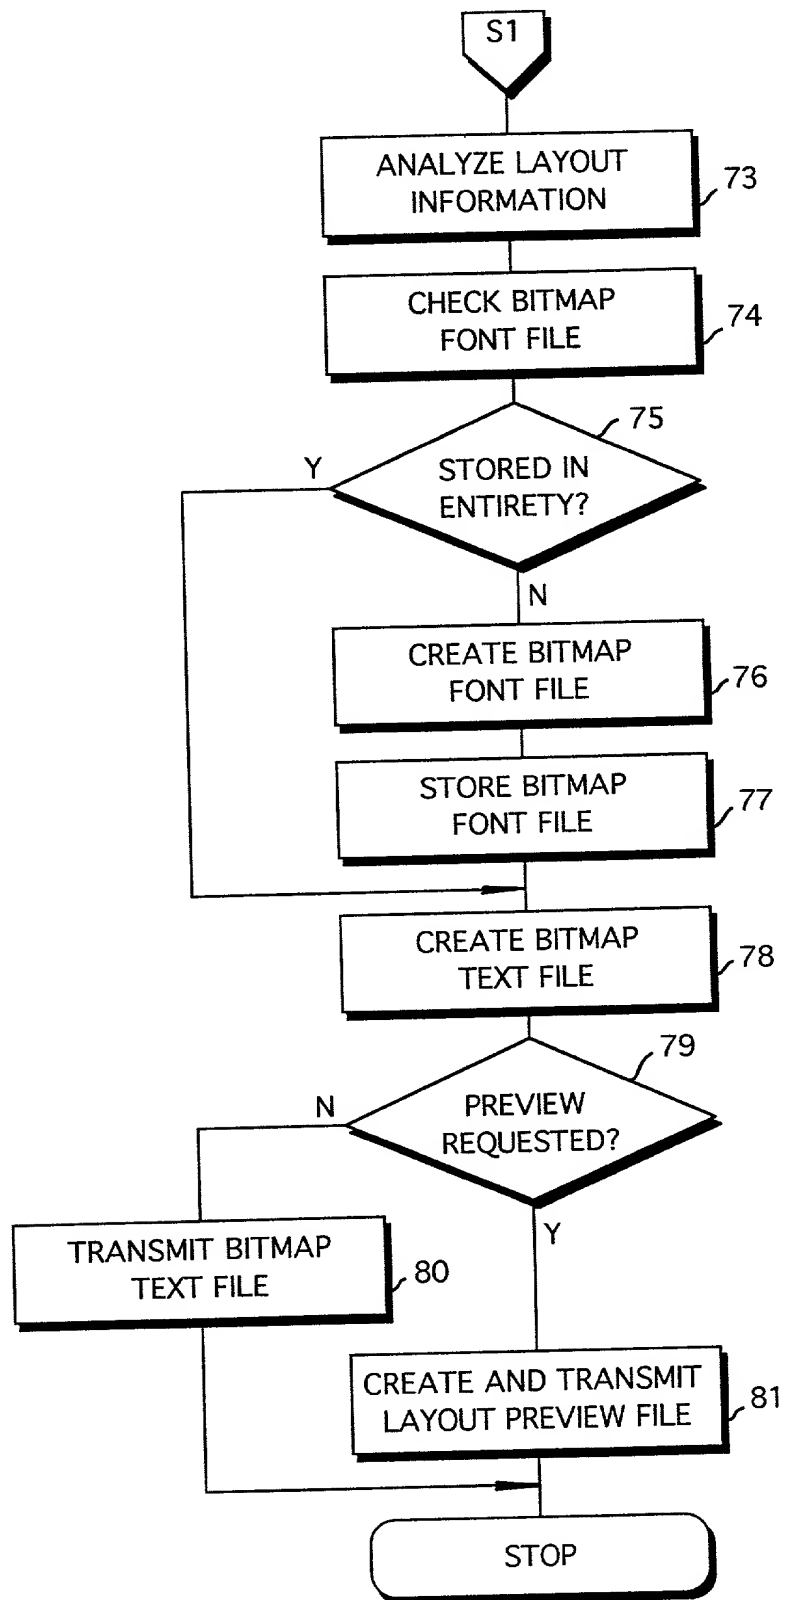 S1
ANALYZE LAYOUT
INFORMATION
73
CHECK BITMAP
FONT FILE
74
75
Y
STORED IN
ENTIRETY?
N
CREATE BITMAP
FONT FILE
76
STORE BITMAP
FONT FILE
77
CREATE BITMAP
TEXT FILE
78
79
N
PREVIEW
REQUESTED?
Y
TRANSMIT BITMAP
TEXT FILE
80
CREATE AND TRANSMIT
LAYOUT PREVIEW FILE
81
STOP